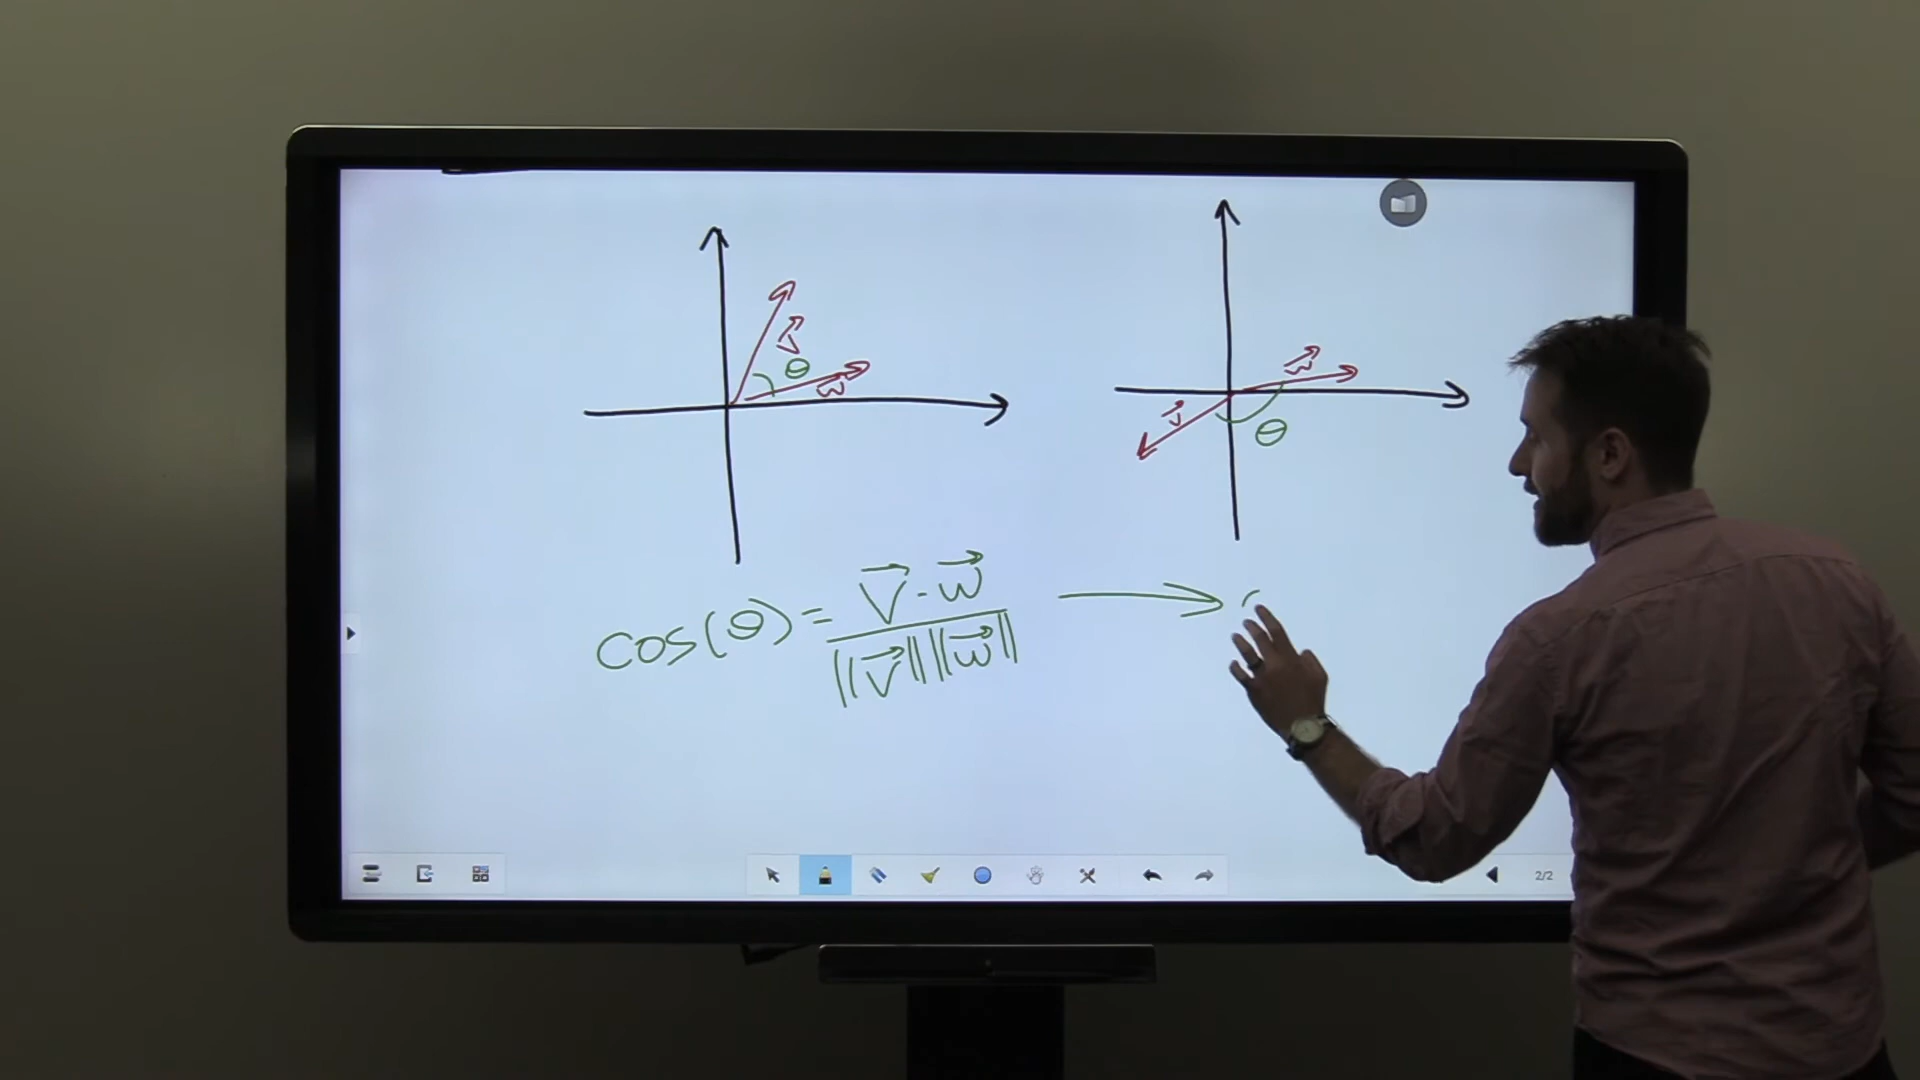 v⃗
θ
w⃗
w⃗
v⃗
θ
cos(θ) = v⃗ · w⃗ / ||v⃗|| ||w⃗|| →
2/2